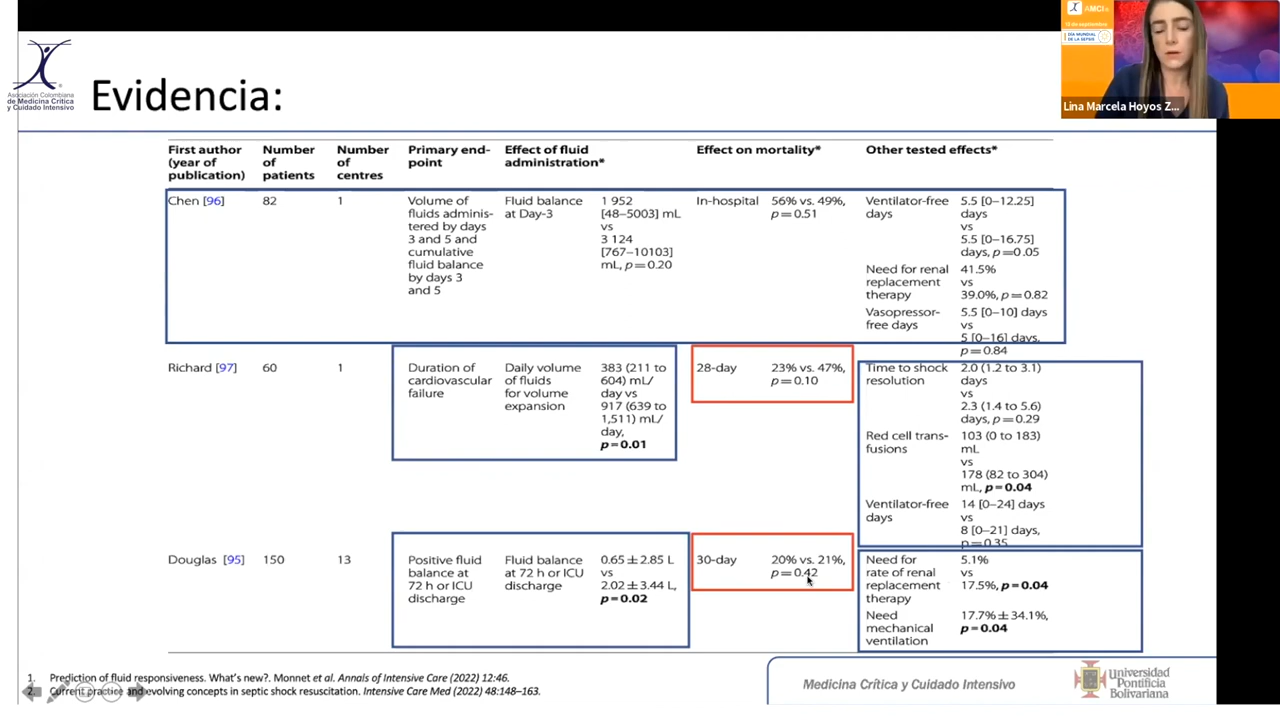 AMCI
DÍA MUNDIAL
DE LA SEPSIS
Lina Marcela Hoyos Z...
Asociación Colombiana
de Medicina Crítica
y Cuidado Intensivo
Evidencia:
First author
(year of
publication)
Number
of
patients
Number
of
centres
Primary end-
point
Effect of fluid
administration*
Effect on mortality*
Other tested effects*
Chen [96]
82
1
Volume of
fluids adminis-
tered by days
3 and 5 and
cumulative
fluid balance
by days 3
and 5
Fluid balance
at Day-3
1 952
[48–5003] mL
vs
3 124
[767–10103]
mL, p=0.20
In-hospital
56% vs. 49%,
p=0.51
Ventilator-free
days
5.5 [0–12.25]
days
vs
5.5 [0–16.75]
days, p=0.05
Need for renal
replacement
therapy
41.5%
vs
39.0%, p=0.82
Vasopressor-
free days
5.5 [0–10] days
vs
5 [0–16] days,
p=0.84
Richard [97]
60
1
Duration of
cardiovascular
failure
Daily volume
of fluids
for volume
expansion
383 (211 to
604) mL/
day vs
917 (639 to
1,511) mL/
day,
p=0.01
28-day
23% vs. 47%,
p=0.10
Time to shock
resolution
2.0 (1.2 to 3.1)
days
vs
2.3 (1.4 to 5.6)
days, p=0.29
Red cell trans-
fusions
103 (0 to 183)
mL
vs
178 (82 to 304)
mL, p=0.04
Ventilator-free
days
14 [0–24] days
vs
8 [0–21] days,
p=0.35
Douglas [95]
150
13
Positive fluid
balance at
72 h or ICU
discharge
Fluid balance
at 72 h or ICU
discharge
0.65±2.85 L
vs
2.02±3.44 L,
p=0.02
30-day
20% vs. 21%,
p=0.42
Need for
rate of renal
replacement
therapy
5.1%
vs
17.5%, p=0.04
Need
mechanical
ventilation
17.7%±34.1%,
p=0.04
1. Prediction of fluid responsiveness. What's new?. Monnet et al. Annals of Intensive Care (2022) 12:46.
2. Current practice and evolving concepts in septic shock resuscitation. Intensive Care Med (2022) 48:148–163.
Medicina Crítica y Cuidado Intensivo
Universidad
Pontificia
Bolivariana